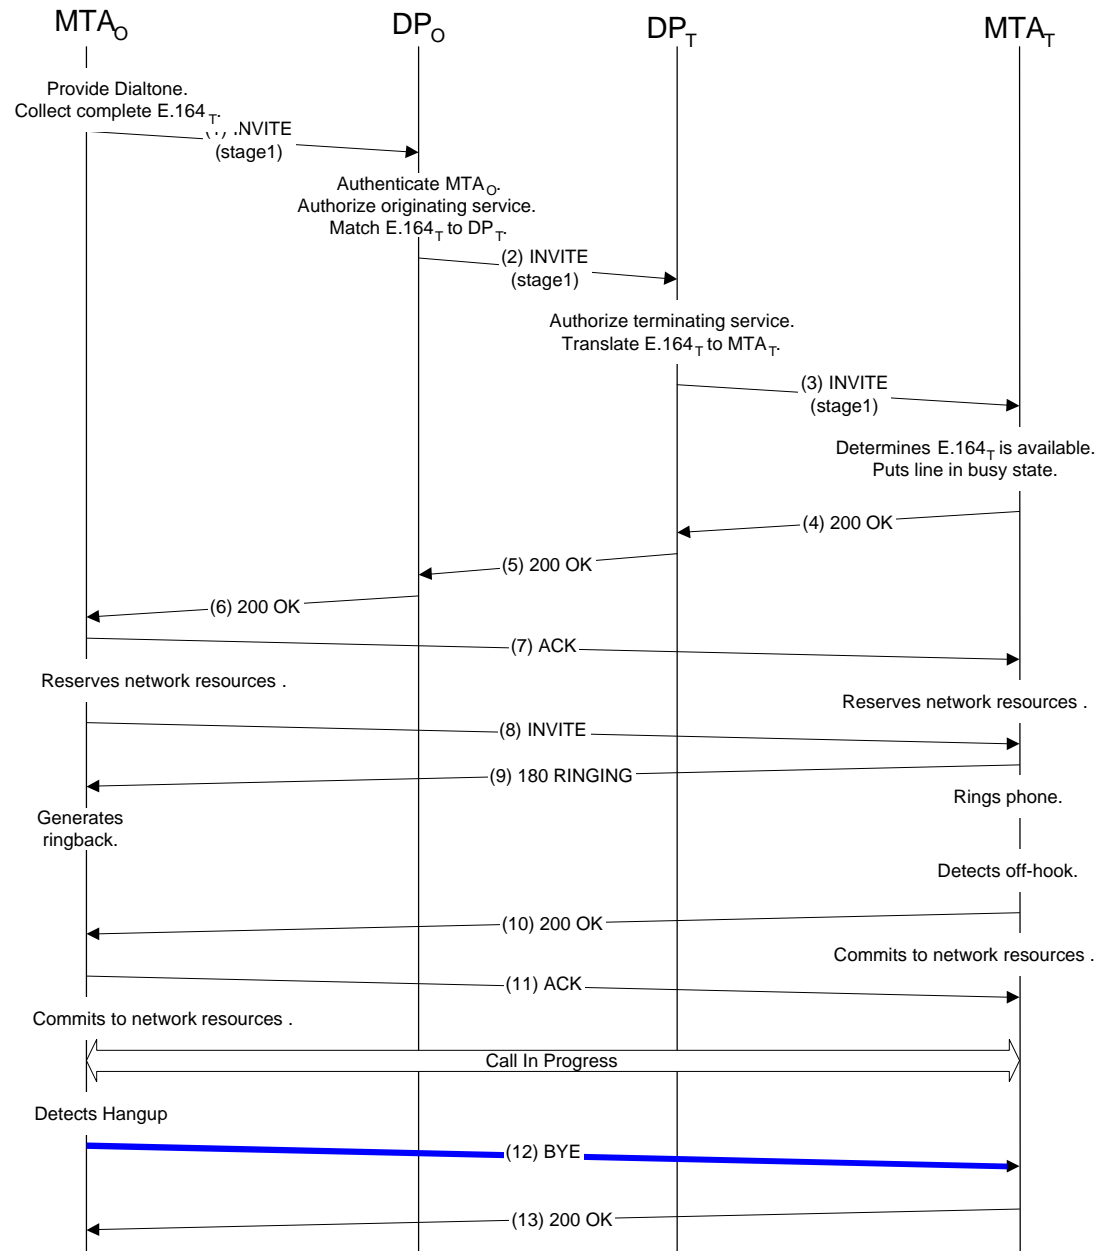 MTAO DPO DPT MTAT
Provide Dialtone.
Collect complete E.164T.
INVITE
(stage1)
Authenticate MTAO.
Authorize originating service.
Match E.164T to DPT.
(2) INVITE
(stage1)
Authorize terminating service.
Translate E.164T to MTAT.
(3) INVITE
(stage1)
Determines E.164T is available.
Puts line in busy state.
(4) 200 OK
(5) 200 OK
(6) 200 OK
(7) ACK
Reserves network resources .
Reserves network resources .
(8) INVITE
(9) 180 RINGING
Rings phone.
Generates
ringback.
Detects off-hook.
(10) 200 OK
Commits to network resources .
(11) ACK
Commits to network resources .
Call In Progress
Detects Hangup
(12) BYE
(13) 200 OK